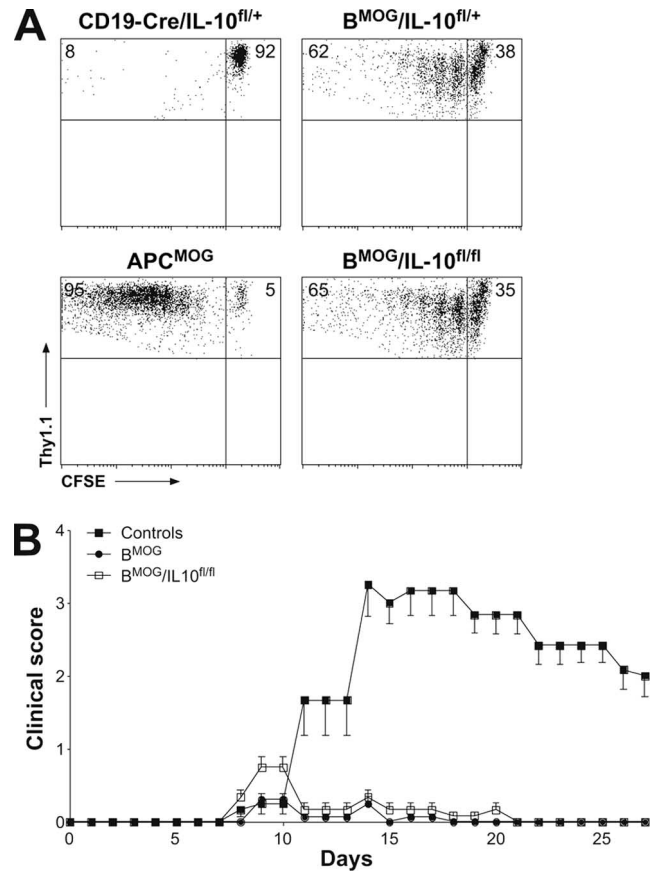 A
CD19-Cre/IL-10fl/+
BMOG/IL-10fl/+
8 92
62 38
APCMOG
BMOG/IL-10fl/fl
95 5
65 35
Thy1.1
CFSE
B
Controls
BMOG
BMOG/IL10fl/fl
Clinical score
4
3
2
1
0
0 5 10 15 20 25
Days